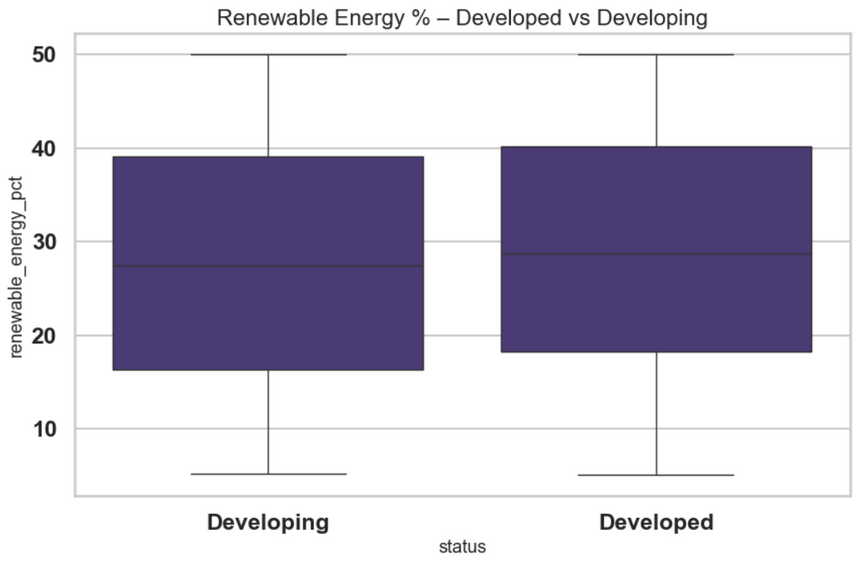 Renewable Energy % – Developed vs Developing
renewable_energy_pct
50
40
30
20
10
Developing
Developed
status